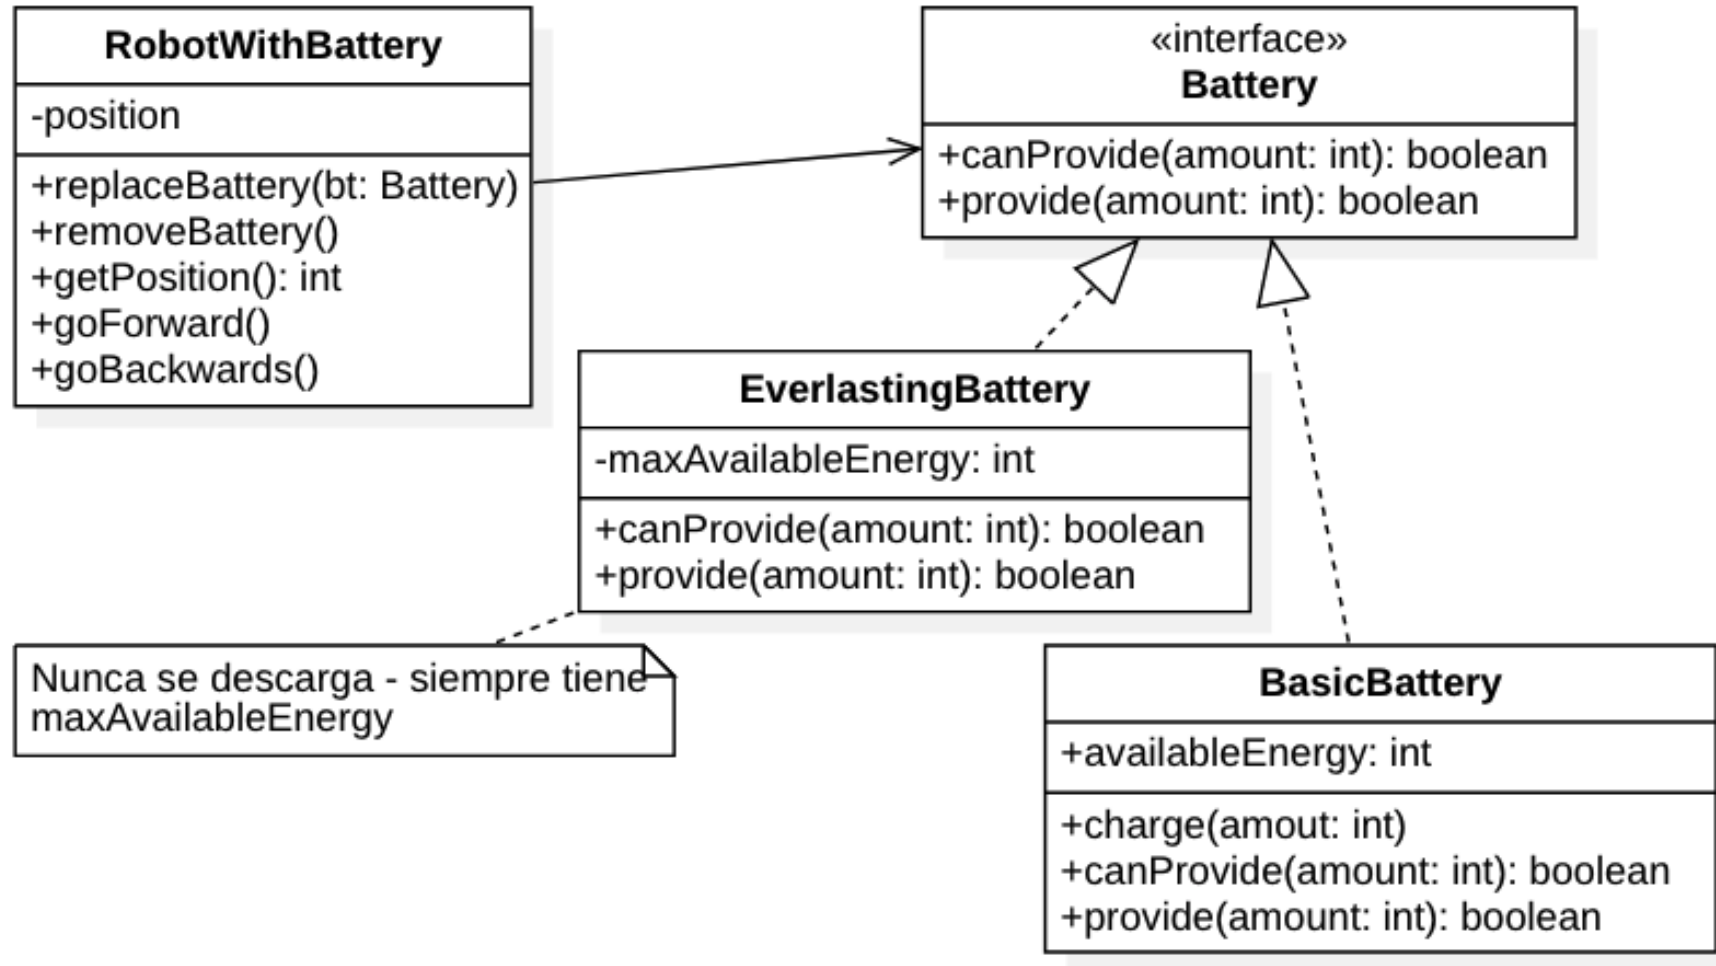 RobotWithBattery
-position
+replaceBattery(bt: Battery)
+removeBattery()
+getPosition(): int
+goForward()
+goBackwards()
«interface»
Battery
+canProvide(amount: int): boolean
+provide(amount: int): boolean
EverlastingBattery
-maxAvailableEnergy: int
+canProvide(amount: int): boolean
+provide(amount: int): boolean
Nunca se descarga - siempre tiene
maxAvailableEnergy
BasicBattery
+availableEnergy: int
+charge(amout: int)
+canProvide(amount: int): boolean
+provide(amount: int): boolean